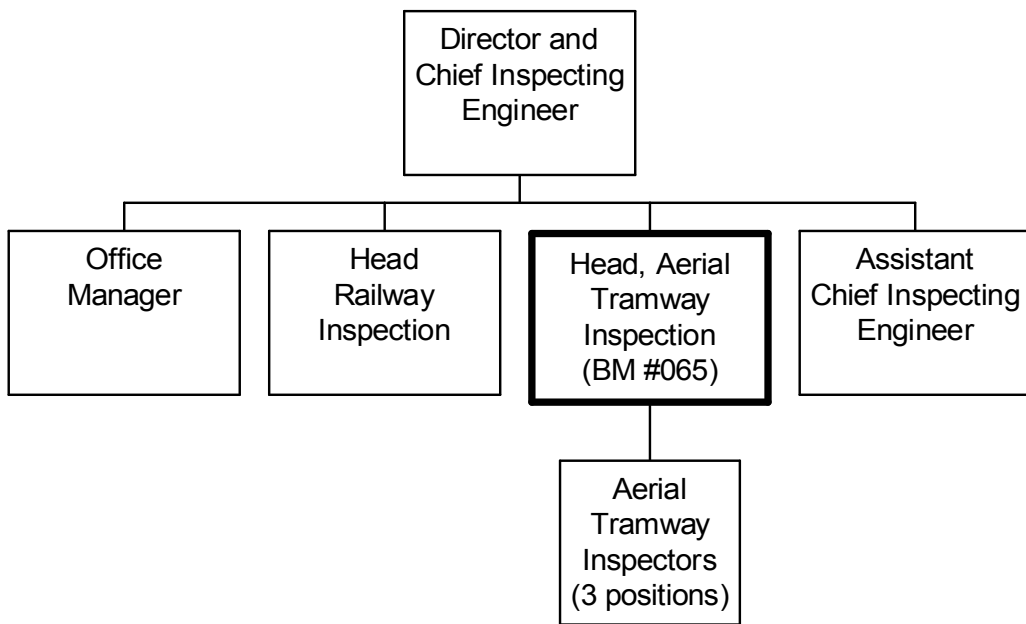 Director and
Chief Inspecting
Engineer
Office
Manager
Head
Railway
Inspection
Head, Aerial
Tramway
Inspection
(BM #065)
Assistant
Chief Inspecting
Engineer
Aerial
Tramway
Inspectors
(3 positions)